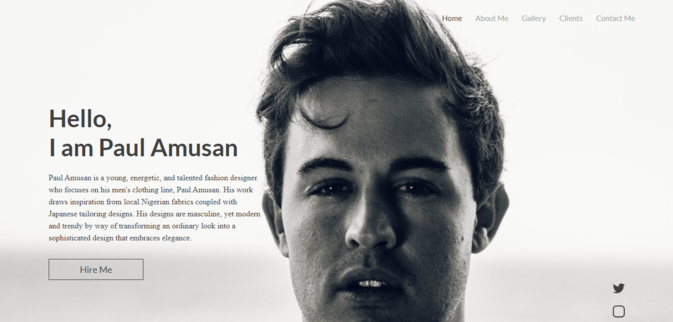 Home About Me Gallery Clients Contact Me
Hello,
I am Paul Amusan
Paul Amusan is a young, energetic, and talented fashion designer
who focuses on his men's clothing line, Paul Amusan. His work
draws inspiration from local Nigerian fabrics coupled with
Japanese tailoring designs. His designs are masculine, yet modern
and trendy by way of transforming an ordinary look into a
sophisticated design that embraces elegance.
Hire Me